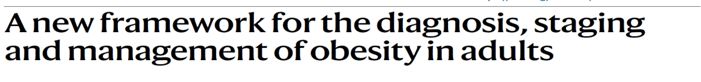 A new framework for the diagnosis, staging
and management of obesity in adults